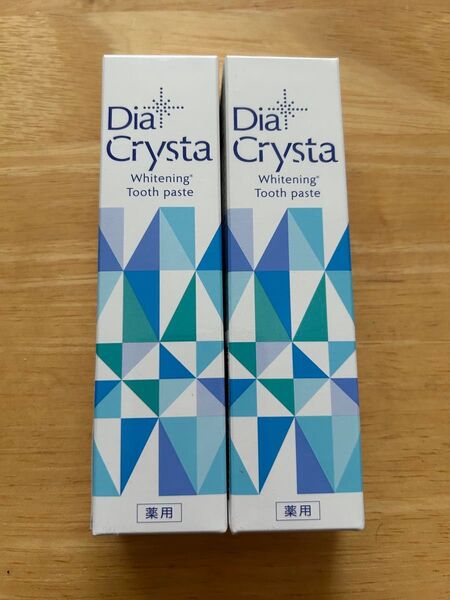 Dia
Crysta
Whitening*
Tooth paste
薬用
Dia
Crysta
Whitening*
Tooth paste
薬用